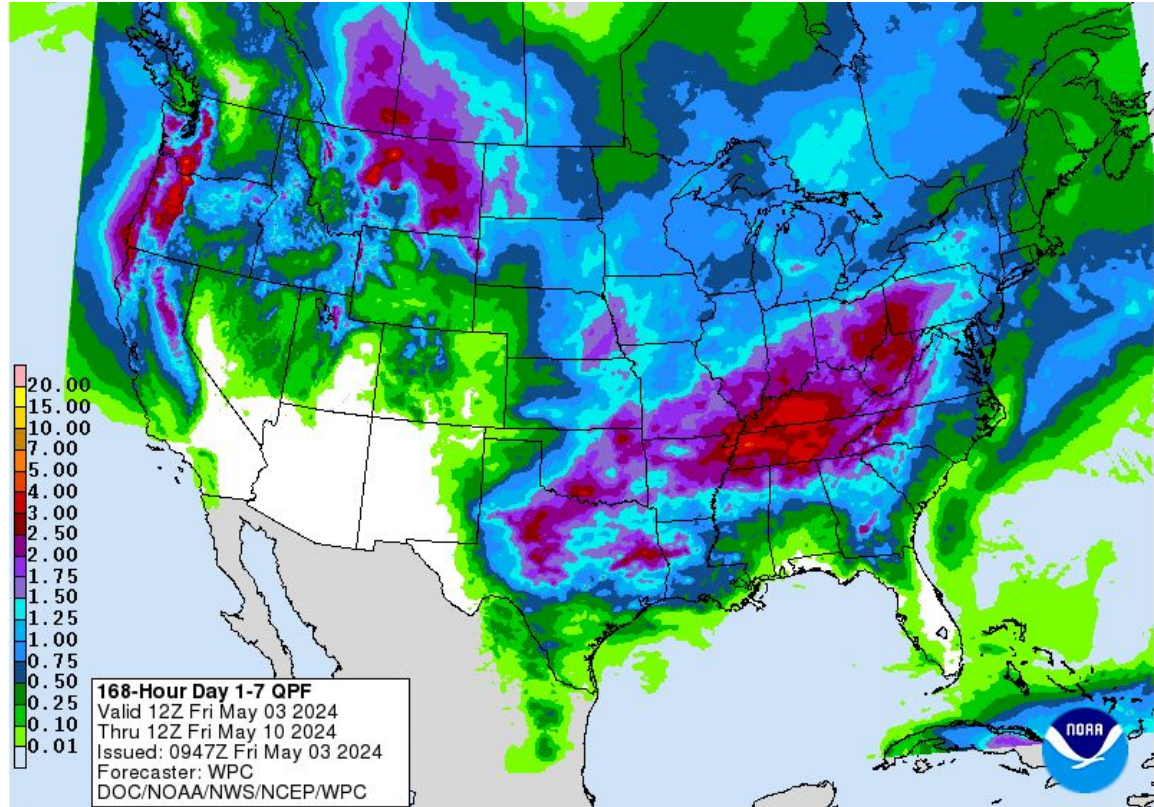 20.00
15.00
10.00
7.00
5.00
4.00
3.00
2.50
2.00
1.75
1.50
1.25
1.00
0.75
0.50
0.25
0.10
0.01
168-Hour Day 1-7 QPF
Valid 12Z Fri May 03 2024
Thru 12Z Fri May 10 2024
Issued: 0947Z Fri May 03 2024
Forecaster: WPC
DOC/NOAA/NWS/NCEP/WPC
NOAA